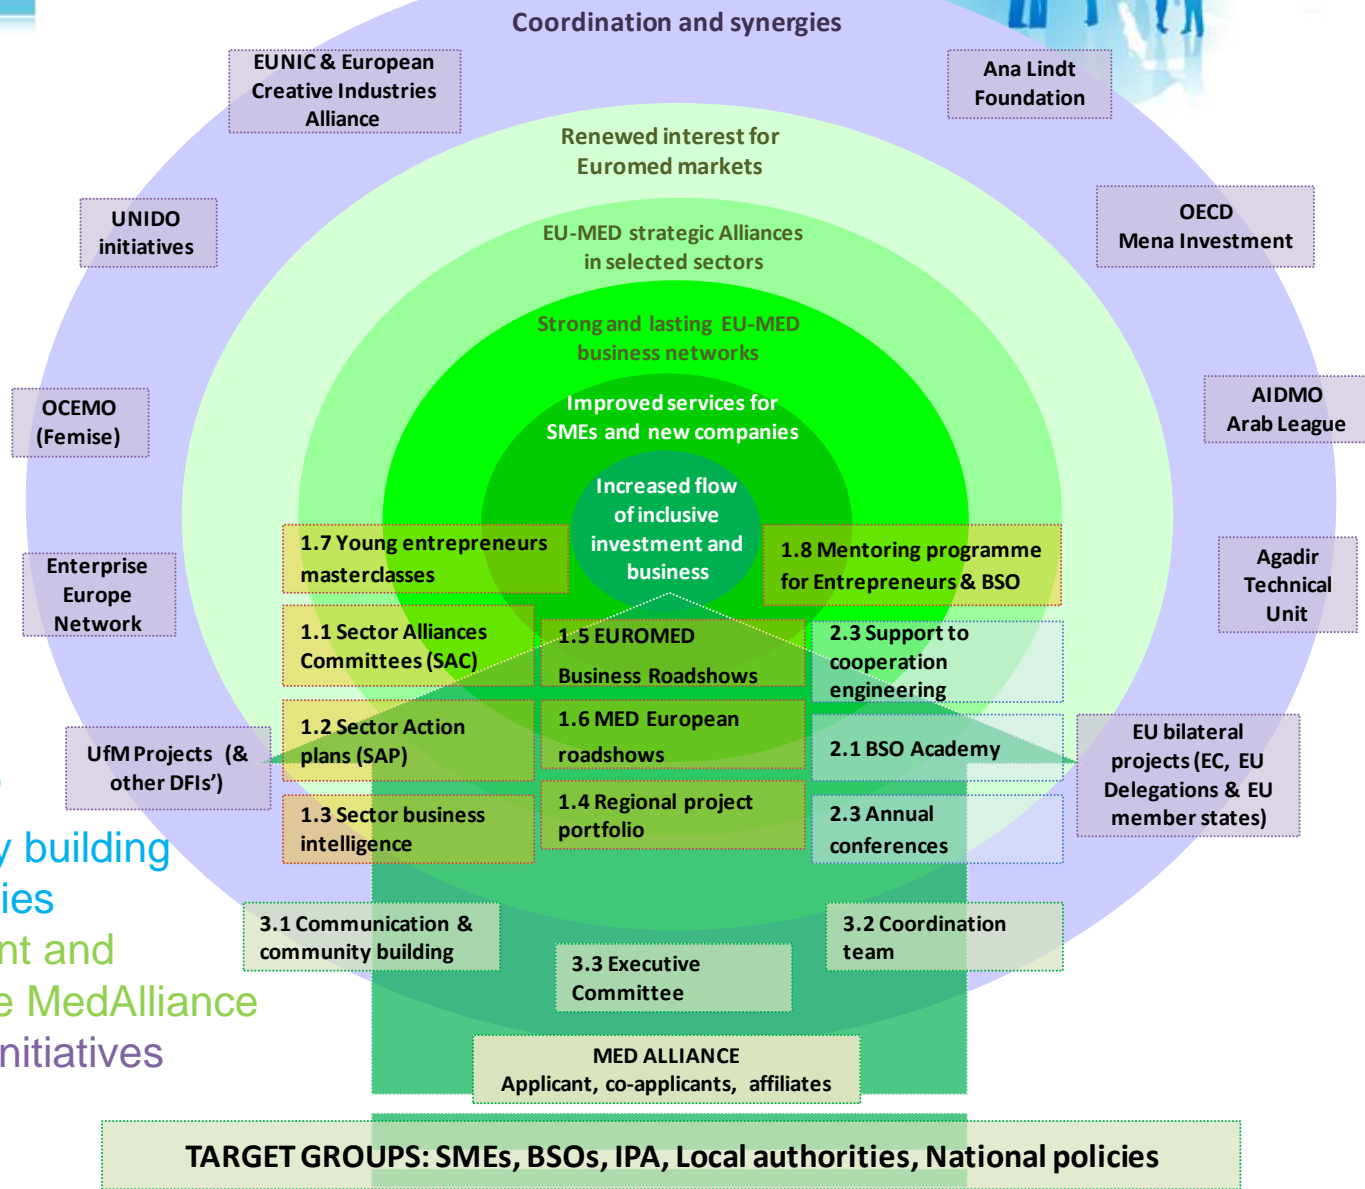 Coordination and synergies
EUNIC & European
Creative Industries
Alliance
Ana Lindt
Foundation
Renewed interest for
Euromed markets
UNIDO
initiatives
OECD
Mena Investment
EU-MED strategic Alliances
in selected sectors
Strong and lasting EU-MED
business networks
OCEMO
(Femise)
Improved services for
SMEs and new companies
AIDMO
Arab League
Increased flow
of inclusive
investment and
business
1.7 Young entrepreneurs
masterclasses
1.8 Mentoring programme
for Entrepreneurs & BSO
Enterprise
Europe
Network
Agadir
Technical
Unit
1.1 Sector Alliances
Committees (SAC)
1.5 EUROMED
Business Roadshows
2.3 Support to
cooperation
engineering
1.2 Sector Action
plans (SAP)
1.6 MED European
roadshows
2.1 BSO Academy
UfM Projects (&
other DFIs')
EU bilateral
projects (EC, EU
Delegations & EU
member states)
1.3 Sector business
intelligence
1.4 Regional project
portfolio
2.3 Annual
conferences
y building
ies
nt and
e MedAlliance
nitiatives
3.1 Communication &
community building
3.3 Executive
Committee
3.2 Coordination
team
MED ALLIANCE
Applicant, co-applicants, affiliates
TARGET GROUPS: SMEs, BSOs, IPA, Local authorities, National policies